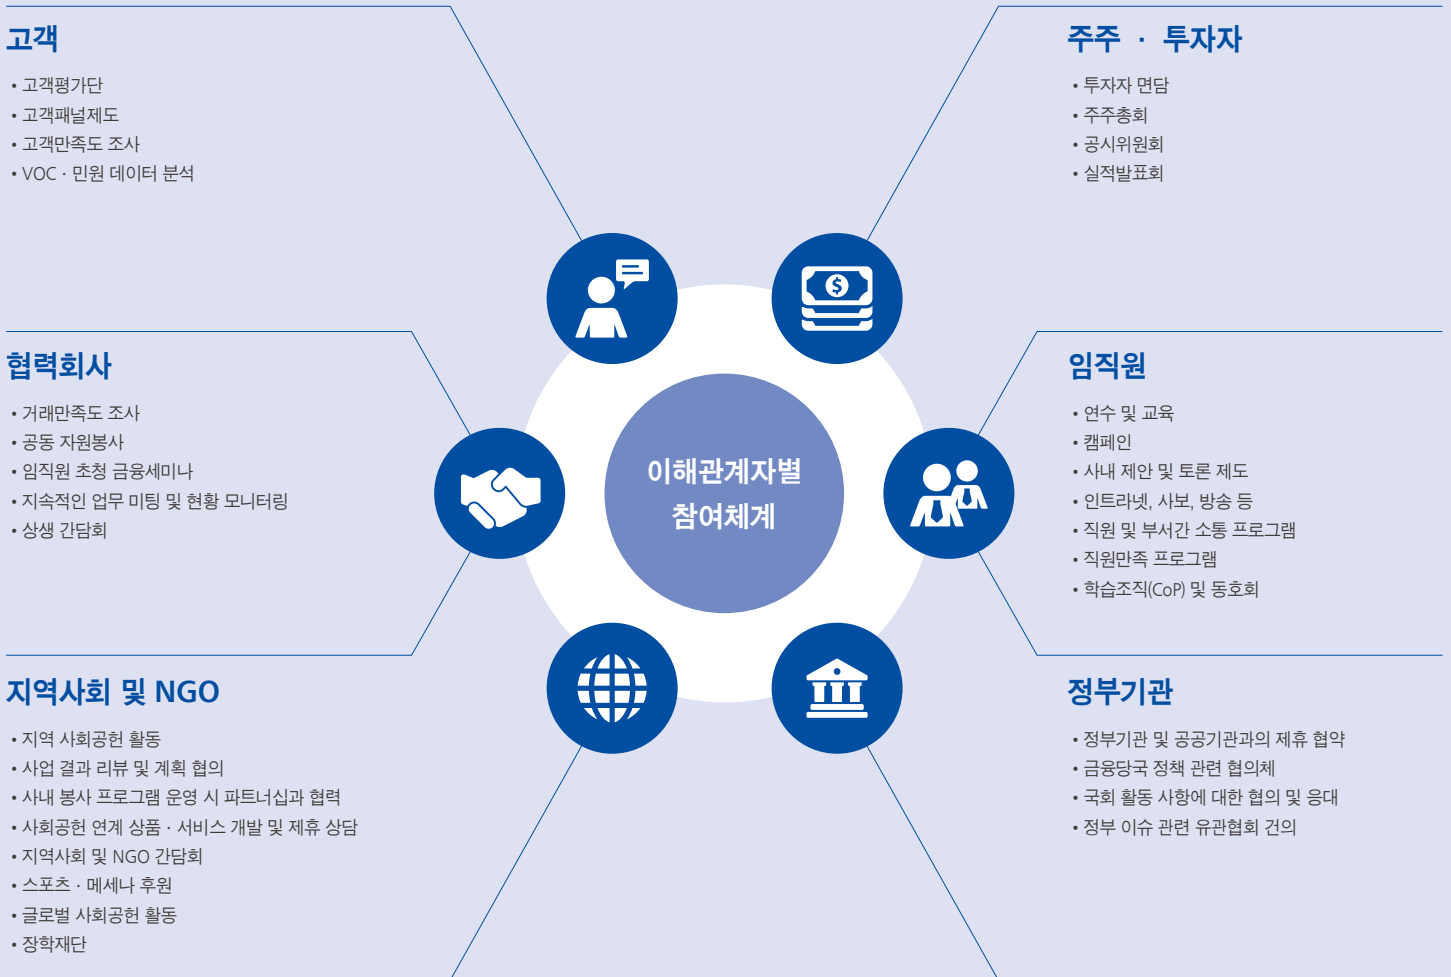 고객
• 고객평가단
• 고객패널제도
• 고객만족도 조사
• VOC · 민원 데이터 분석
주주 · 투자자
• 투자자 면담
• 주주총회
• 공시위원회
• 실적발표회
협력회사
• 거래만족도 조사
• 공동 자원봉사
• 임직원 초청 금융세미나
• 지속적인 업무 미팅 및 현황 모니터링
• 상생 간담회
이해관계자별
참여체계
임직원
• 연수 및 교육
• 캠페인
• 사내 제안 및 토론 제도
• 인트라넷, 사보, 방송 등
• 직원 및 부서간 소통 프로그램
• 직원만족 프로그램
• 학습조직(CoP) 및 동호회
지역사회 및 NGO
• 지역 사회공헌 활동
• 사업 결과 리뷰 및 계획 협의
• 사내 봉사 프로그램 운영 시 파트너십과 협력
• 사회공헌 연계 상품 · 서비스 개발 및 제휴 상담
• 지역사회 및 NGO 간담회
• 스포츠 · 메세나 후원
• 글로벌 사회공헌 활동
• 장학재단
정부기관
• 정부기관 및 공공기관과의 제휴 협약
• 금융당국 정책 관련 협의체
• 국회 활동 사항에 대한 협의 및 응대
• 정부 이슈 관련 유관협회 건의